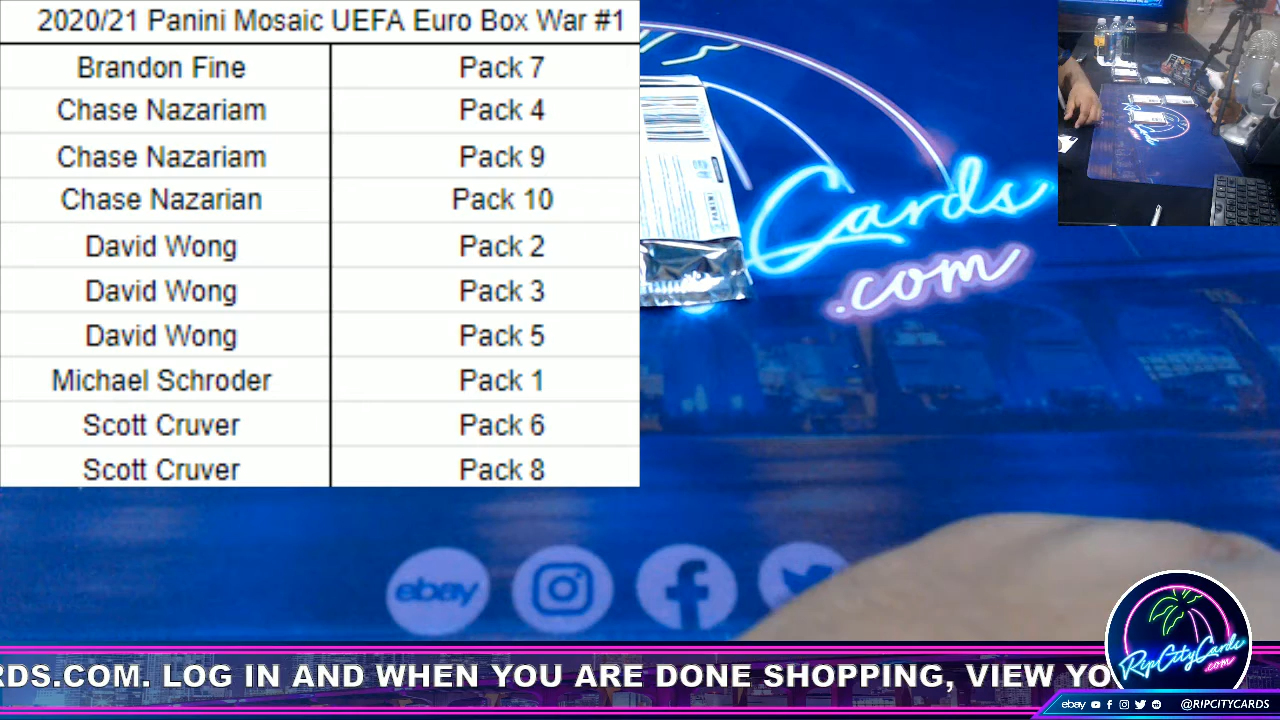 2020/21 Panini Mosaic UEFA Euro Box War #1
Brandon Fine Pack 7
Chase Nazariam Pack 4
Chase Nazariam Pack 9
Chase Nazarian Pack 10
David Wong Pack 2
David Wong Pack 3
David Wong Pack 5
Michael Schroder Pack 1
Scott Cruver Pack 6
Scott Cruver Pack 8
Cards
.com
PANINI
ebay
RDS.COM. LOG IN AND WHEN YOU ARE DONE SHOPPING, VIEW YO
RipCityCards
.com
ebay @RIPCITYCARDS